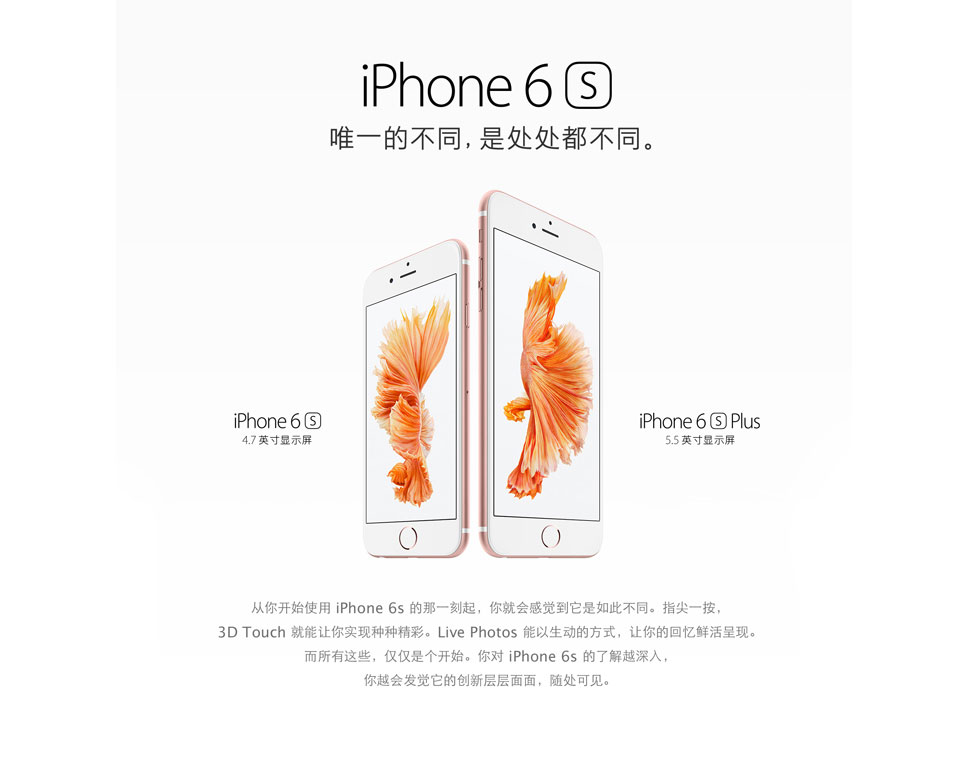 iPhone 6 S
唯一的不同，是处处都不同。
iPhone 6 S
4.7 英寸显示屏
iPhone 6 S Plus
5.5 英寸显示屏
从你开始使用 iPhone 6s 的那一刻起，你就会感觉到它是如此不同。指尖一按，
3D Touch 就能让你实现种种精彩。Live Photos 能以生动的方式，让你的回忆鲜活呈现。
而所有这些，仅仅是个开始。你对 iPhone 6s 的了解越深入，
你越会发觉它的创新层层面面，随处可见。